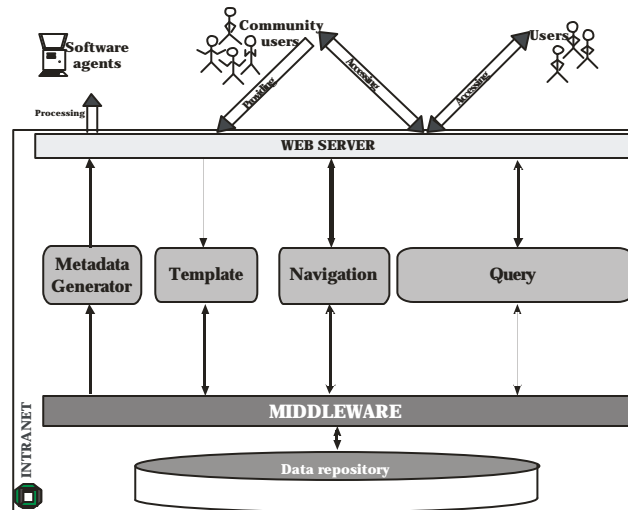 Community
users
Software
agents
Users
Processing
Providing
Accessing
Accessing
WEB SERVER
Metadata
Generator
Template
Navigation
Query
MIDDLEWARE
INTRANET
Data repository